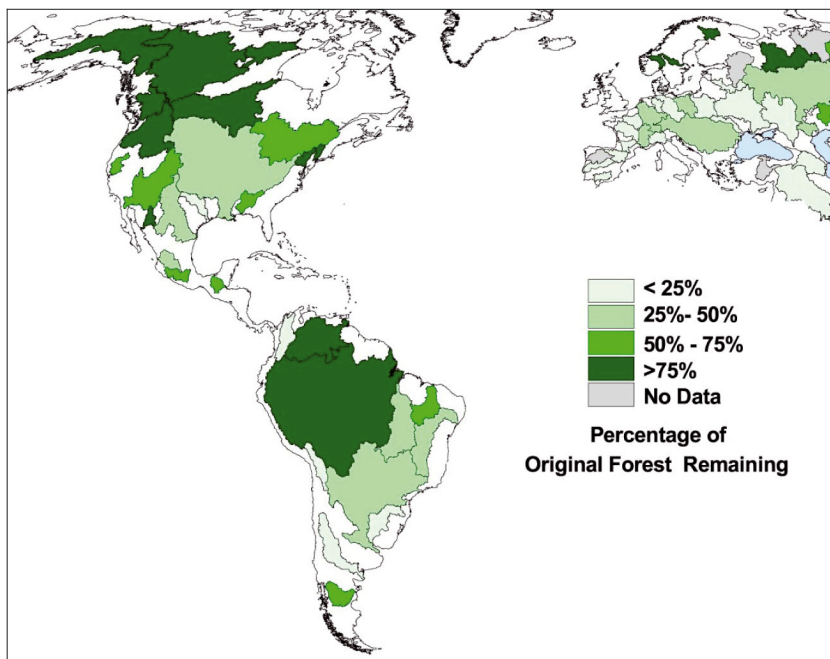 < 25%
25%- 50%
50% - 75%
>75%
No Data
Percentage of
Original Forest Remaining